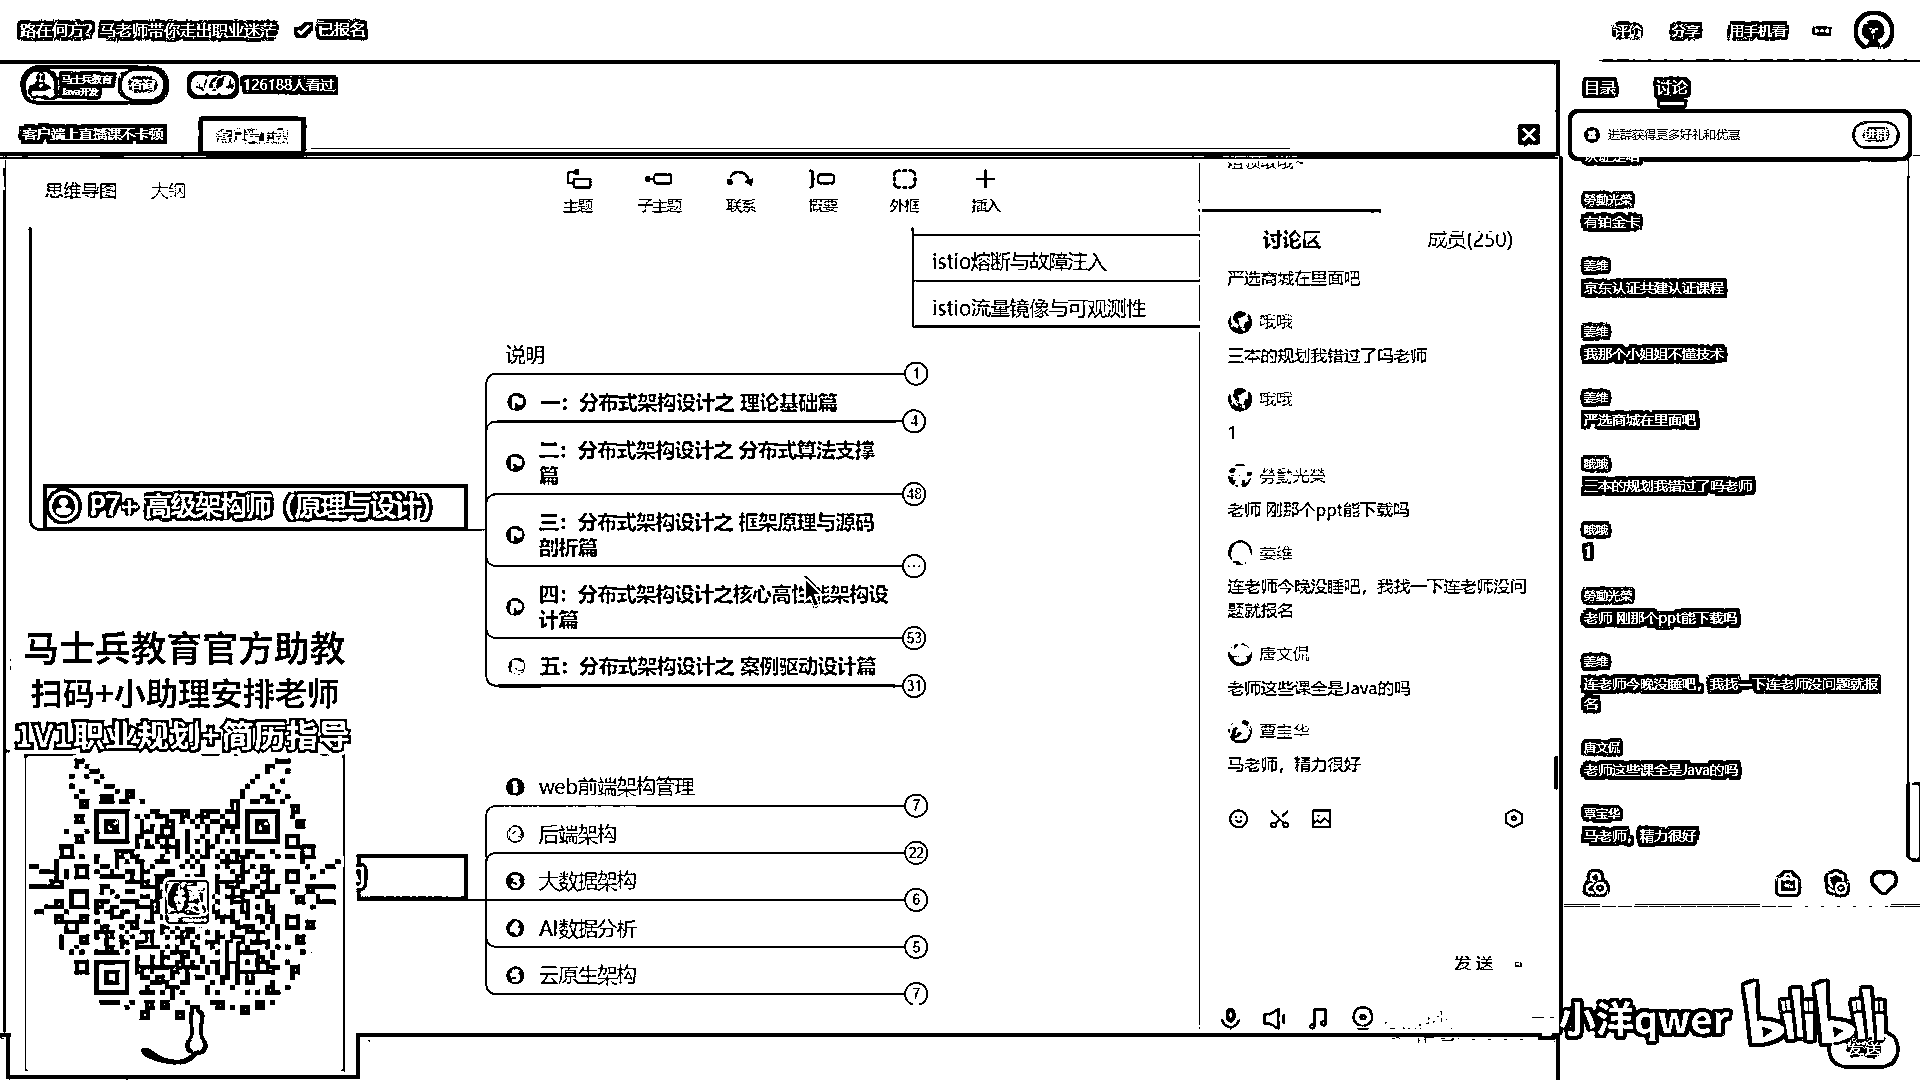 路在何方？马老师带你走出职业迷茫
已报名
评价
分享
用手机看
马士兵教育
Java开发
咨询
126188人看过
目录
讨论
客户端上直播课不卡顿
进群获得更多好礼和优惠
进群
思维导图
大纲
主题
子主题
联系
概要
外框
插入
istio熔断与故障注入
istio流量镜像与可观测性
说明
1
一：分布式架构设计之 理论基础篇
4
二：分布式架构设计之 分布式算法支撑
篇
48
P7+ 高级架构师（原理与设计）
三：分布式架构设计之 框架原理与源码
剖析篇
四：分布式架构设计之核心高性能架构设
计篇
53
五：分布式架构设计之 案例驱动设计篇
31
马士兵教育官方助教
扫码+小助理安排老师
1V1职业规划+简历指导
web前端架构管理
7
后端架构
22
大数据架构
6
AI数据分析
5
云原生架构
7
讨论区
成员(250)
严选商城在里面吧
哦哦
三本的规划我错过了吗老师
哦哦
1
勞動光榮
老师 刚那个ppt能下载吗
姜维
连老师今晚没睡吧，我找一下连老师没问
题就报名
唐文侃
老师这些课全是Java的吗
覃宝华
马老师，精力很好
发送
勞動光榮
有铂金卡
姜维
京东认证共建认证课程
姜维
我那个小姐姐不懂技术
姜维
严选商城在里面吧
哦哦
三本的规划我错过了吗老师
哦哦
1
勞動光榮
老师 刚那个ppt能下载吗
姜维
连老师今晚没睡吧，我找一下连老师没问题就报
名
唐文侃
老师这些课全是Java的吗
覃宝华
马老师，精力很好
小洋qwer
bilibili
发送